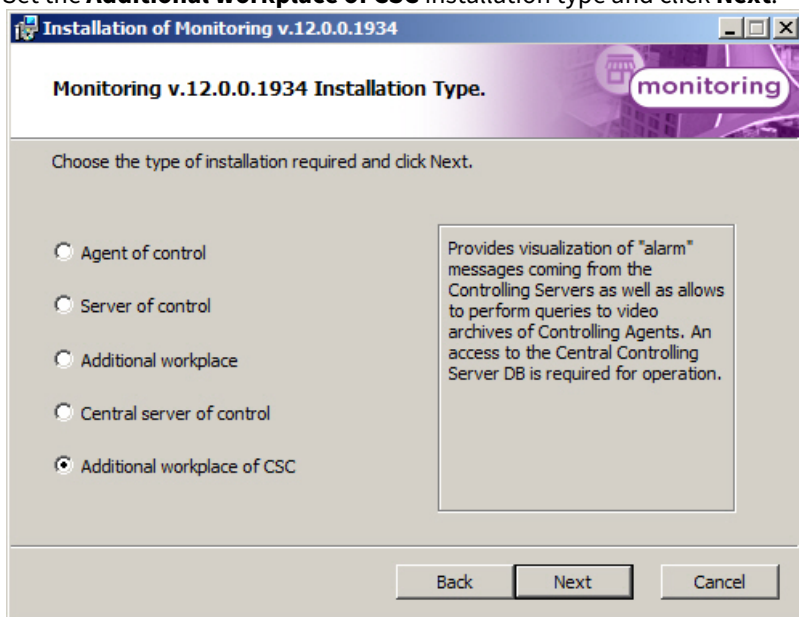 Set the Additional workplace of CSC installation type and click Next.
Installation of Monitoring v.12.0.0.1934
Monitoring v.12.0.0.1934 Installation Type.
monitoring
Choose the type of installation required and click Next.
Agent of control
Server of control
Additional workplace
Central server of control
Additional workplace of CSC
Provides visualization of "alarm"
messages coming from the
Controlling Servers as well as allows
to perform queries to video
archives of Controlling Agents. An
access to the Central Controlling
Server DB is required for operation.
Back
Next
Cancel